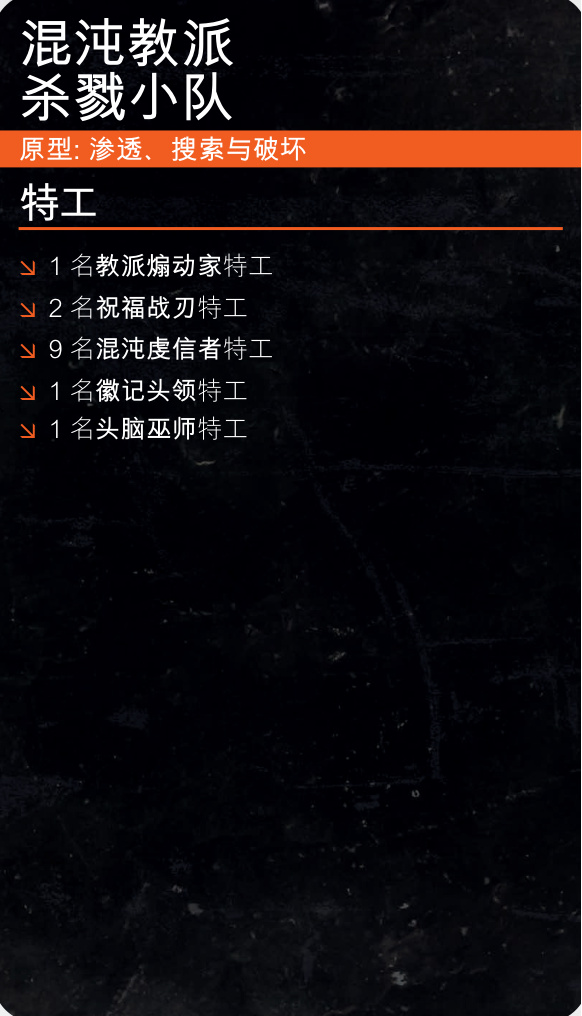 混沌教派
杀戮小队
原型: 渗透、搜索与破坏
特工
1 名教派煽动家特工
2 名祝福战刃特工
9 名混沌虔信者特工
1 名徽记头领特工
1 名头脑巫师特工